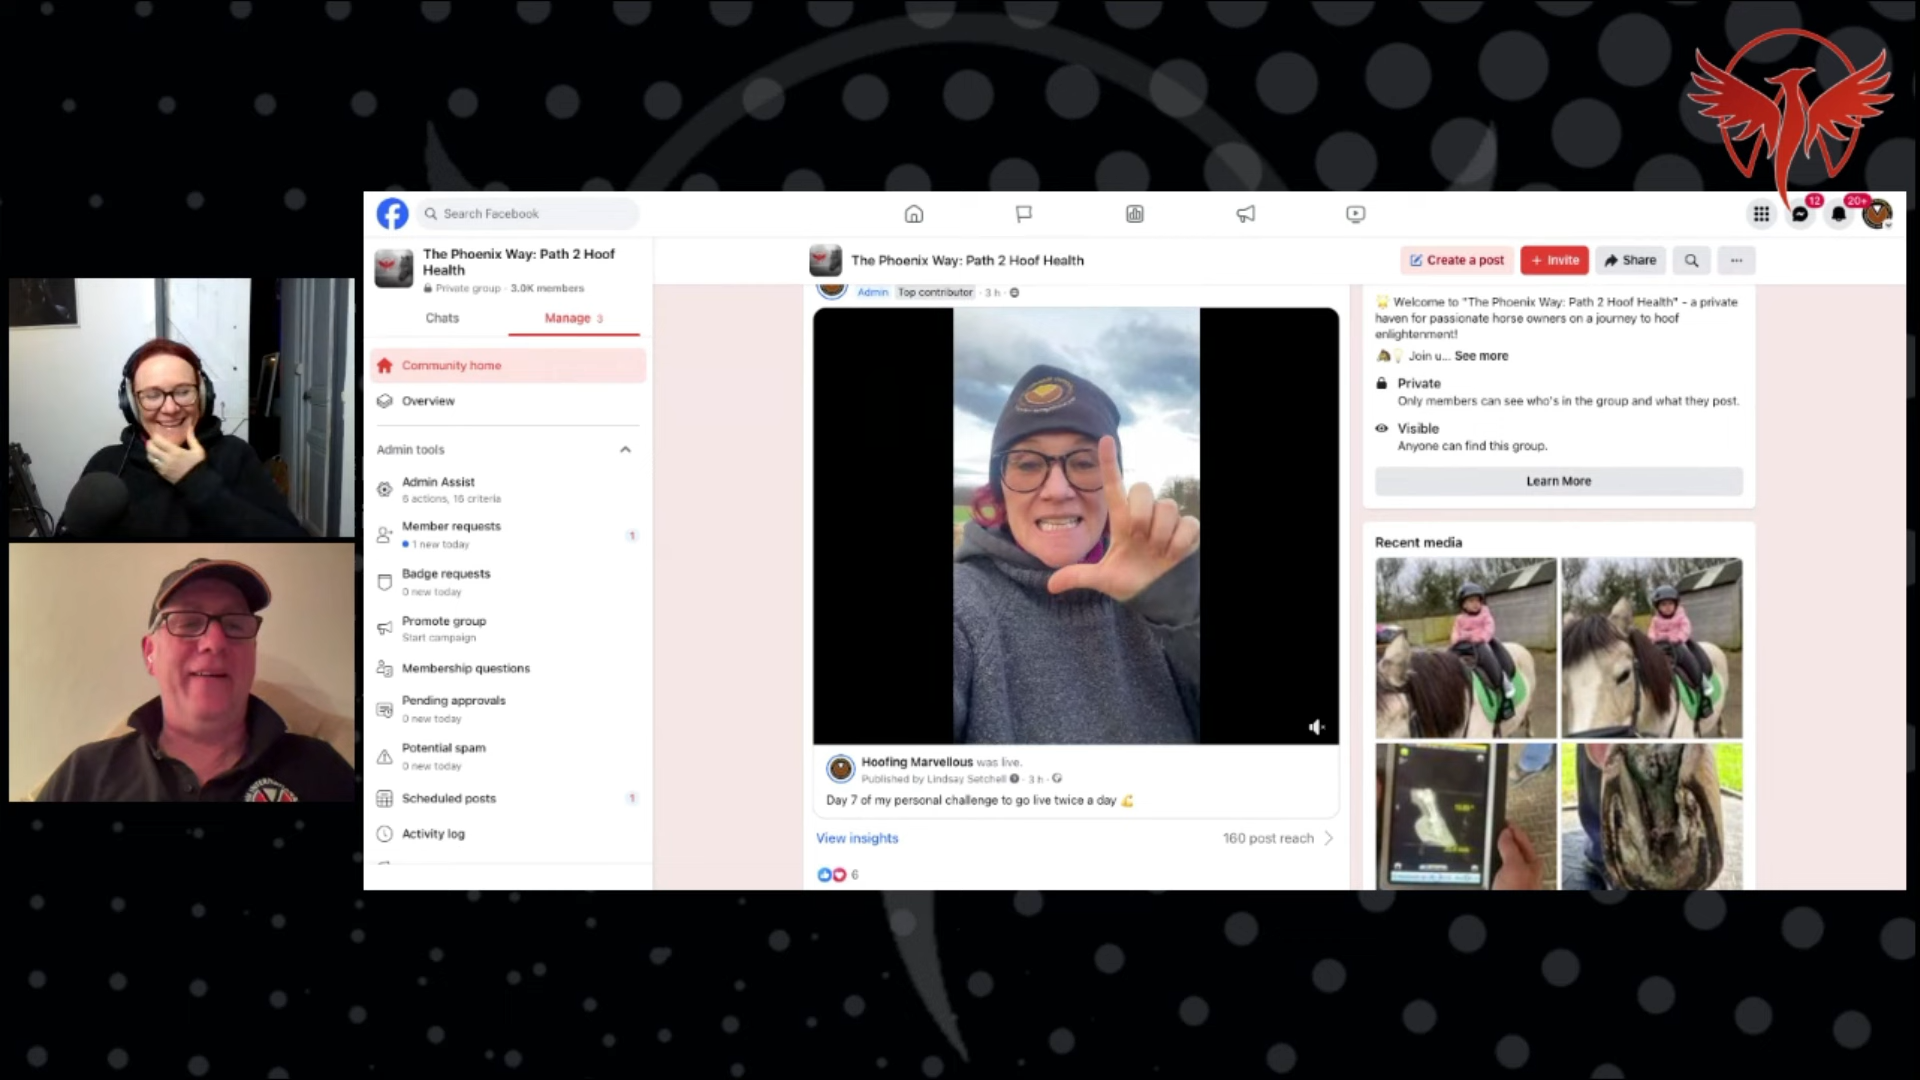 Search Facebook
12
20+
The Phoenix Way: Path 2 Hoof
Health
Private group · 3.0K members
Chats
Manage 3
Community home
Overview
Admin tools
Admin Assist
6 actions, 16 criteria
Member requests
1 new today
1
Badge requests
0 new today
Promote group
Start campaign
Membership questions
Pending approvals
0 new today
Potential spam
0 new today
Scheduled posts
1
Activity log
The Phoenix Way: Path 2 Hoof Health
Create a post
+ Invite
Share
Admin Top contributor · 3 h ·
Hoofing Marvellous was live.
Published by Lindsay Setchell · 3 h ·
Day 7 of my personal challenge to go live twice a day 💪
View insights
160 post reach
6
Welcome to "The Phoenix Way: Path 2 Hoof Health" - a private
haven for passionate horse owners on a journey to hoof
enlightenment!
Join u... See more
Private
Only members can see who's in the group and what they post.
Visible
Anyone can find this group.
Learn More
Recent media